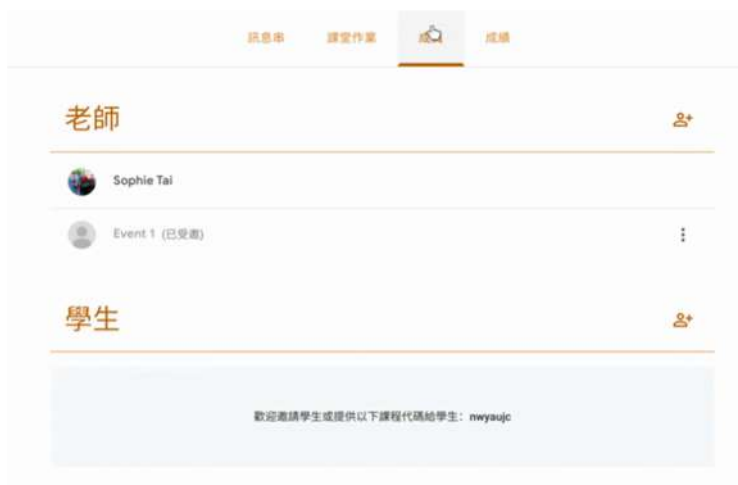 訊息串 課堂作業 成績
老師
Sophie Tai
Event 1 (已受邀)
學生
歡迎邀請學生或提供以下課程代碼給學生: nwyaujc